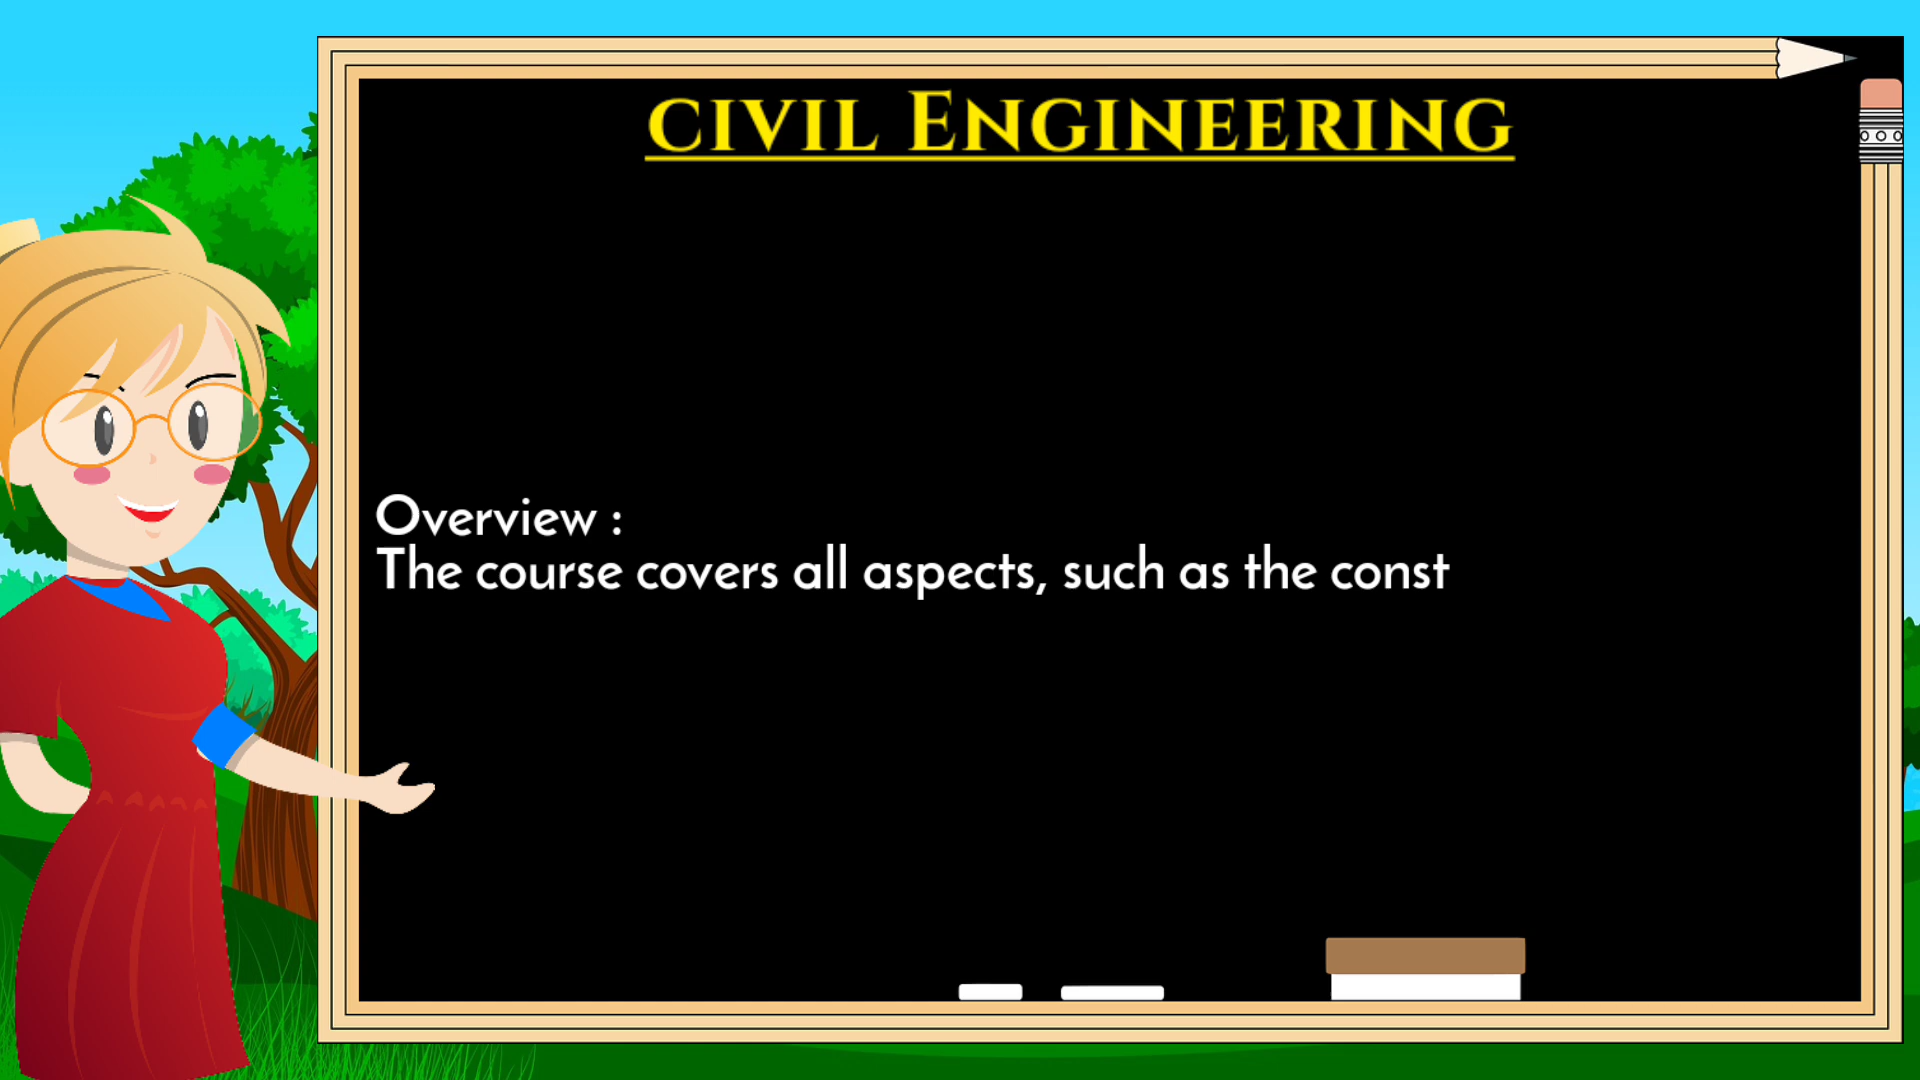 CIVIL ENGINEERING
Overview :
The course covers all aspects, such as the const